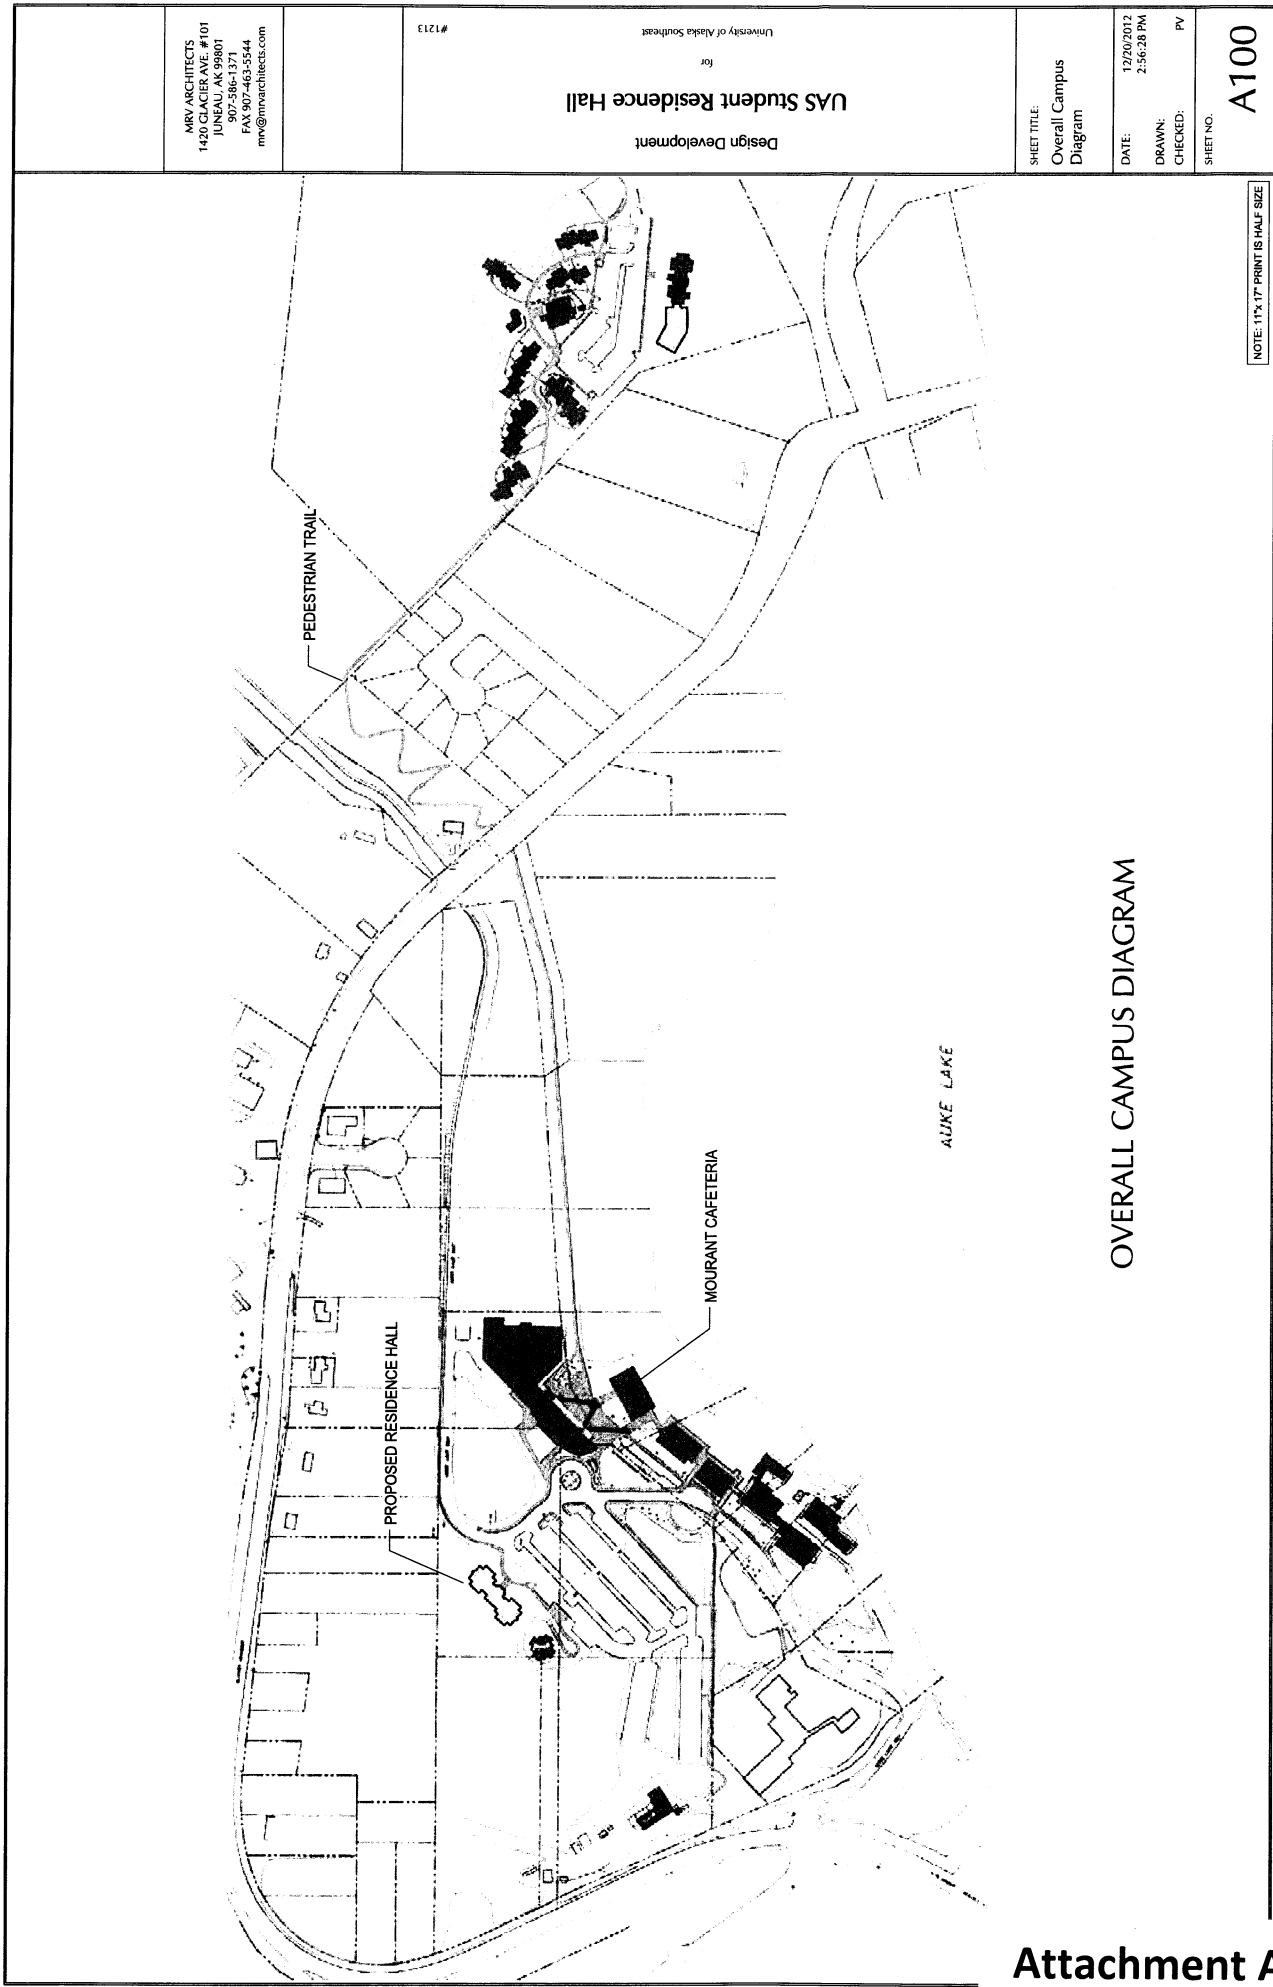 MRV ARCHITECTS
1420 GLACIER AVE. #101
JUNEAU, AK 99801
907-586-1371
FAX 907-463-5544
mrv@mrvarchitects.com
Design Development
UAS Student Residence Hall
for
University of Alaska Southeast
#1213
SHEET TITLE:
Overall Campus
Diagram
DATE: 12/20/2012
2:56:28 PM
DRAWN:
CHECKED: PV
SHEET NO.
A100
NOTE: 11"x 17" PRINT IS HALF SIZE
PEDESTRIAN TRAIL
PROPOSED RESIDENCE HALL
MOURANT CAFETERIA
AUKE LAKE
OVERALL CAMPUS DIAGRAM
Attachment A